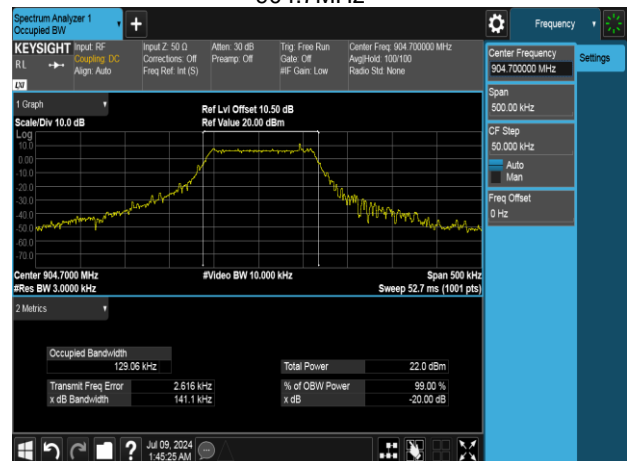 904.7MHz
Spectrum Analyzer 1
Occupied BW
+
Frequency
KEYSIGHT
RL
LXI
Input: RF
Coupling: DC
Align: Auto
Input Z: 50 Ω
Corrections: Off
Freq Ref: Int (S)
Atten: 30 dB
Preamp: Off
Trig: Free Run
Gate: Off
#IF Gain: Low
Center Freq: 904.700000 MHz
Avg|Hold: 100/100
Radio Std: None
Center Frequency
904.700000 MHz
Settings
Span
500.00 kHz
CF Step
50.000 kHz
Auto
Man
Freq Offset
0 Hz
1 Graph
Scale/Div 10.0 dB
Ref Lvl Offset 10.50 dB
Ref Value 20.00 dBm
Log
10.0
0.00
-10.0
-20.0
-30.0
-40.0
-50.0
-60.0
-70.0
Center 904.7000 MHz
#Res BW 3.0000 kHz
#Video BW 10.000 kHz
Span 500 kHz
Sweep 52.7 ms (1001 pts)
2 Metrics
Occupied Bandwidth
129.06 kHz
Total Power 22.0 dBm
Transmit Freq Error 2.616 kHz
% of OBW Power 99.00 %
x dB Bandwidth 141.1 kHz
x dB -20.00 dB
?
Jul 09, 2024
1:45:25 AM